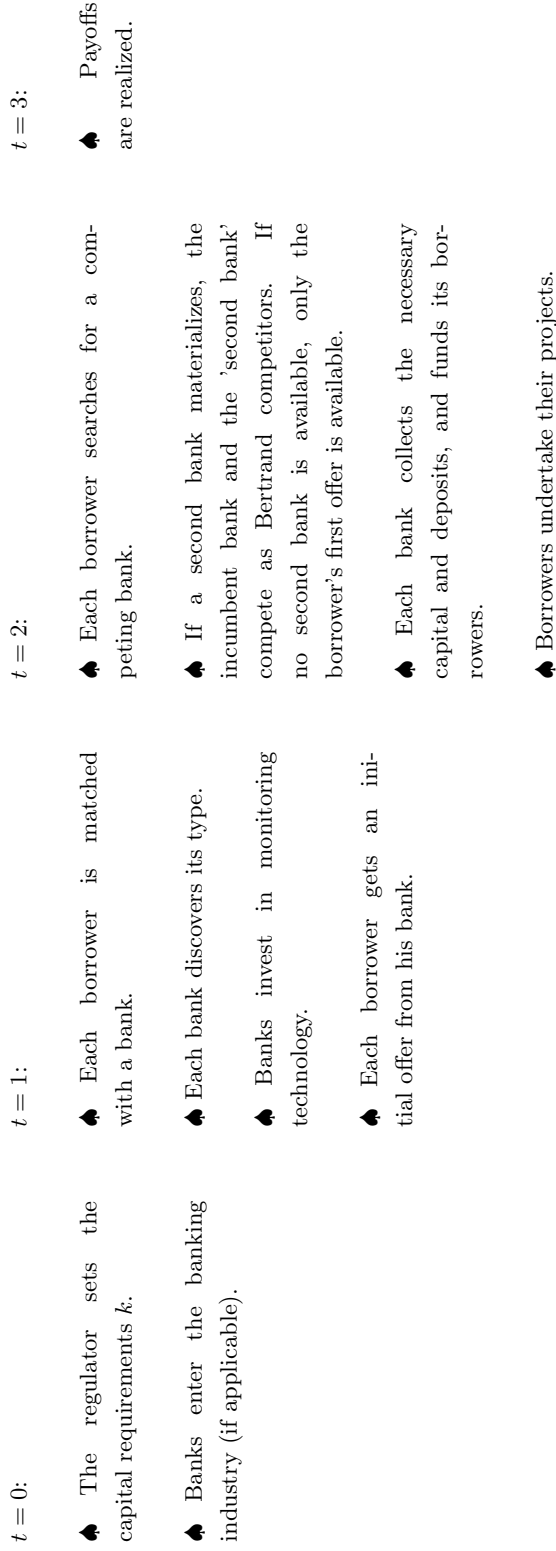 t = 0:
♠ The regulator sets the
capital requirements k.
♠ Banks enter the banking
industry (if applicable).
t = 1:
♠ Each borrower is matched
with a bank.
♠ Each bank discovers its type.
♠ Banks invest in monitoring
technology.
♠ Each borrower gets an ini-
tial offer from his bank.
t = 2:
♠ Each borrower searches for a com-
peting bank.
♠ If a second bank materializes, the
incumbent bank and the 'second bank'
compete as Bertrand competitors. If
no second bank is available, only the
borrower's first offer is available.
♠ Each bank collects the necessary
capital and deposits, and funds its bor-
rowers.
♠ Borrowers undertake their projects.
t = 3:
♠ Payoffs
are realized.